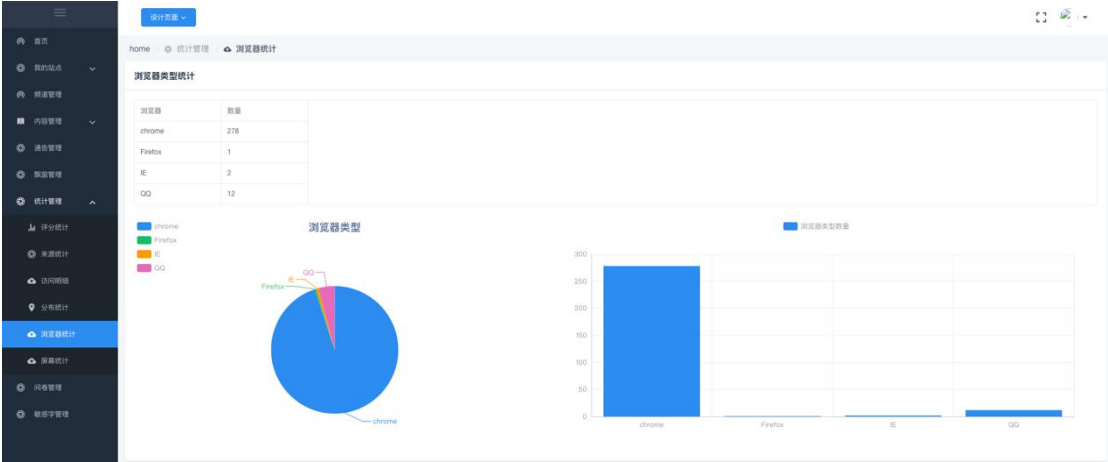 设计页面
首页
我的站点
频道管理
内容管理
通告管理
飘窗管理
统计管理
评分统计
来源统计
访问明细
分布统计
浏览器统计
屏幕统计
问卷管理
敏感字管理
home / 统计管理 / 浏览器统计
浏览器类型统计
浏览器 数量
chrome 278
Firefox 1
IE 2
QQ 12
chrome
Firefox
IE
QQ
浏览器类型
QQ
IE
Firefox
chrome
浏览器类型数量
300
250
200
150
100
50
0
chrome Firefox IE QQ